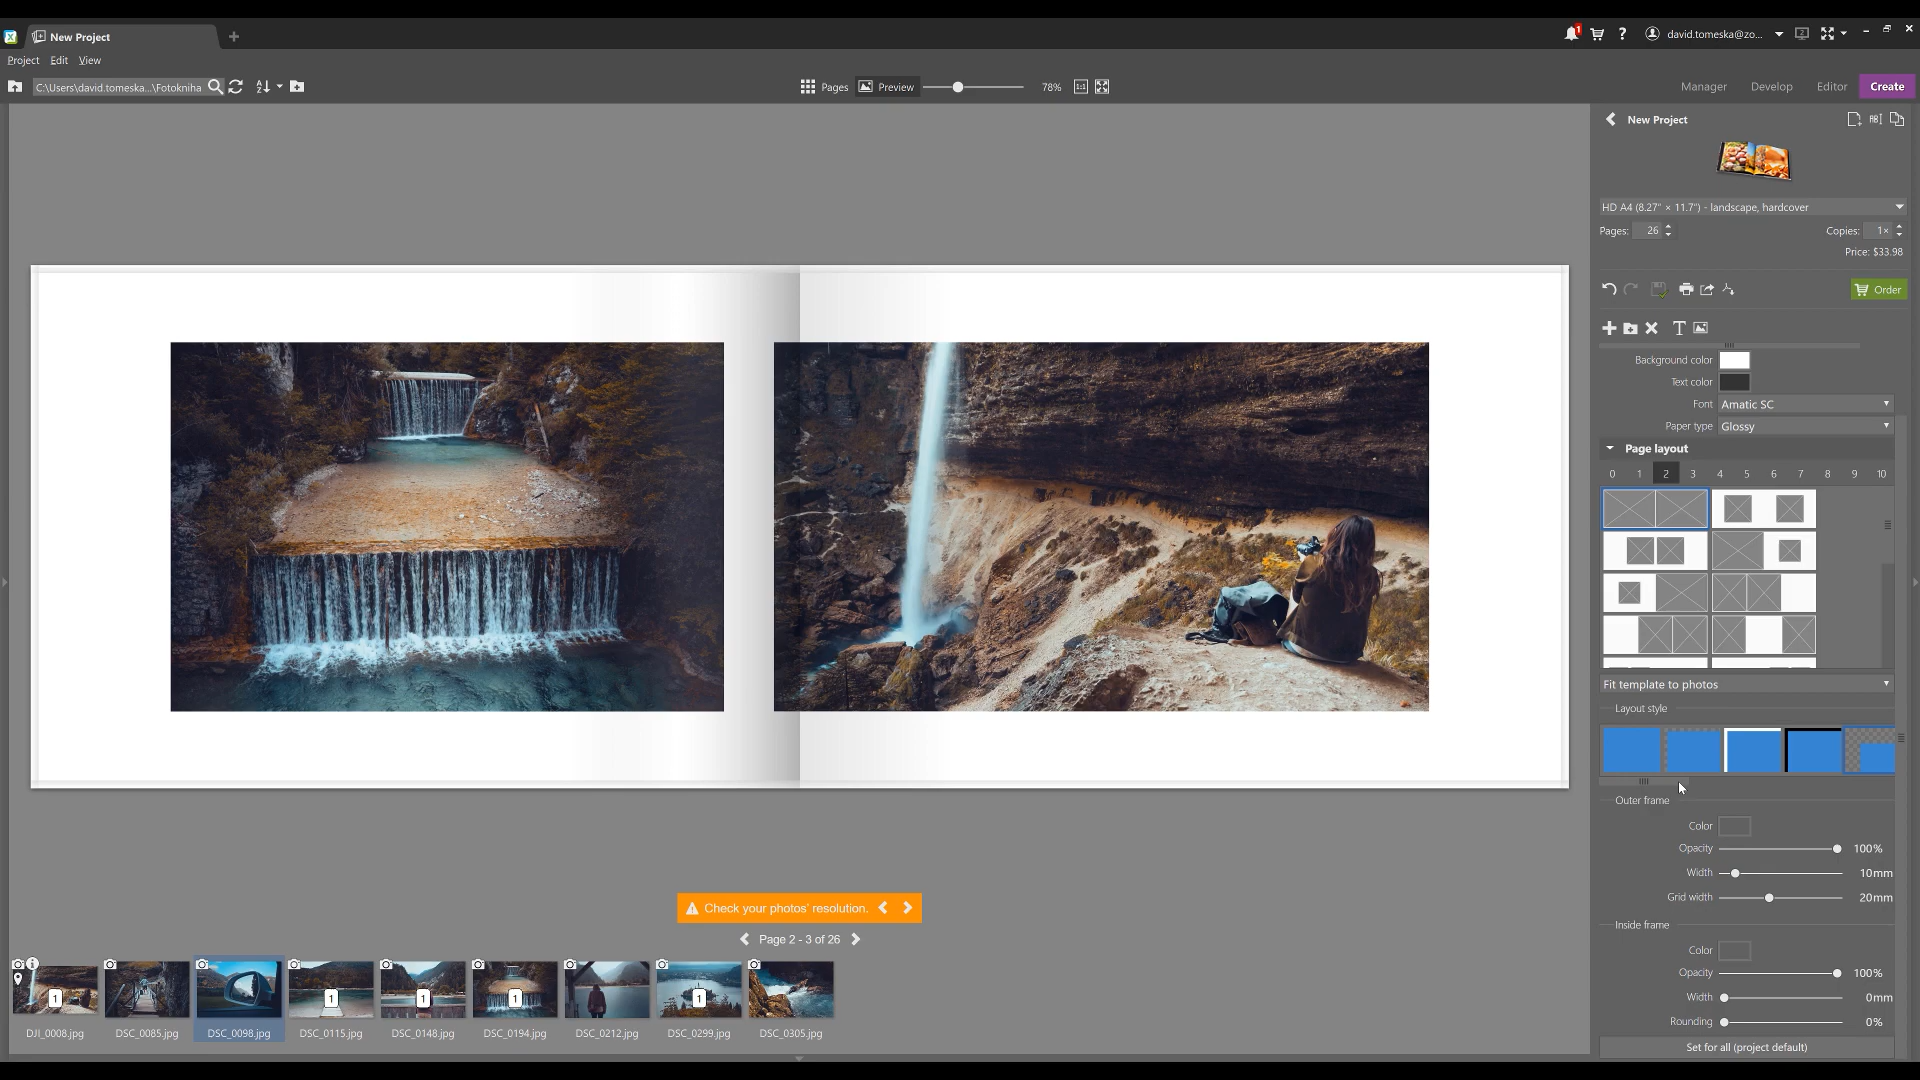 New Project
david.tomeska@zo...
Project Edit View
C:\Users\david.tomeska...\Fotokniha
Pages Preview 78%
Manager Develop Editor Create
New Project
HD A4 (8.27" × 11.7") - landscape, hardcover
Pages: 26 Copies: 1×
Price: $33.98
Order
Background color
Text color
Font Amatic SC
Paper type Glossy
Page layout
0 1 2 3 4 5 6 7 8 9 10
Fit template to photos
Layout style
Outer frame
Color
Opacity 100%
Width 10mm
Grid width 20mm
Inside frame
Color
Opacity 100%
Width 0mm
Rounding 0%
Set for all (project default)
Check your photos' resolution.
Page 2 - 3 of 26
1 1 1 1 1
DJI_0008.jpg DSC_0085.jpg DSC_0098.jpg DSC_0115.jpg DSC_0148.jpg DSC_0194.jpg DSC_0212.jpg DSC_0299.jpg DSC_0305.jpg